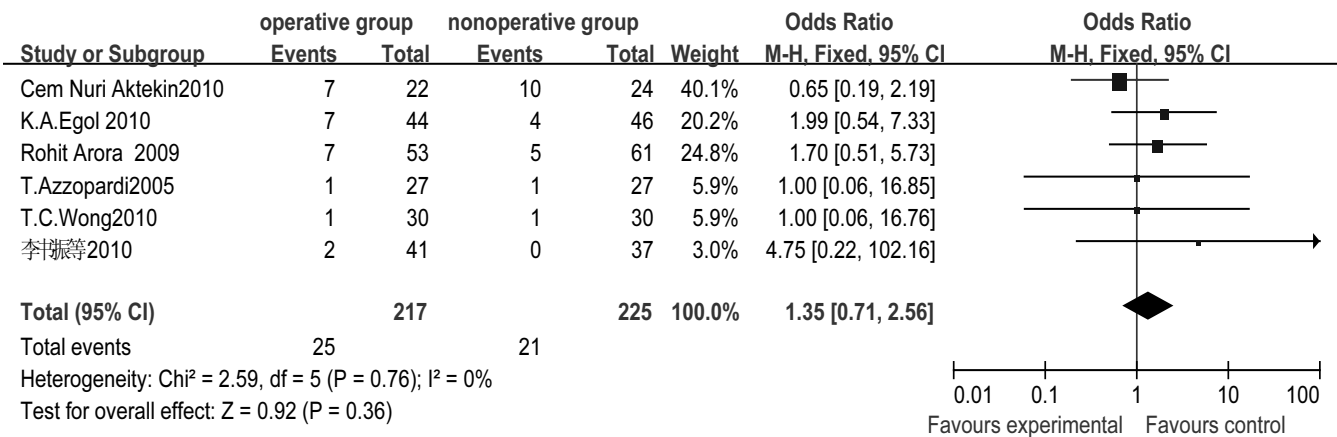 operative group nonoperative group Odds Ratio Odds Ratio
Study or Subgroup Events Total Events Total Weight M-H, Fixed, 95% CI M-H, Fixed, 95% CI
Cem Nuri Aktekin2010 7 22 10 24 40.1% 0.65 [0.19, 2.19]
K.A.Egol 2010 7 44 4 46 20.2% 1.99 [0.54, 7.33]
Rohit Arora 2009 7 53 5 61 24.8% 1.70 [0.51, 5.73]
T.Azzopardi2005 1 27 1 27 5.9% 1.00 [0.06, 16.85]
T.C.Wong2010 1 30 1 30 5.9% 1.00 [0.06, 16.76]
2010 2 41 0 37 3.0% 4.75 [0.22, 102.16]
Total (95% CI) 217 225 100.0% 1.35 [0.71, 2.56]
Total events 25 21
Heterogeneity: Chi² = 2.59, df = 5 (P = 0.76); I² = 0%
Test for overall effect: Z = 0.92 (P = 0.36)
0.01 0.1 1 10 100
Favours experimental Favours control